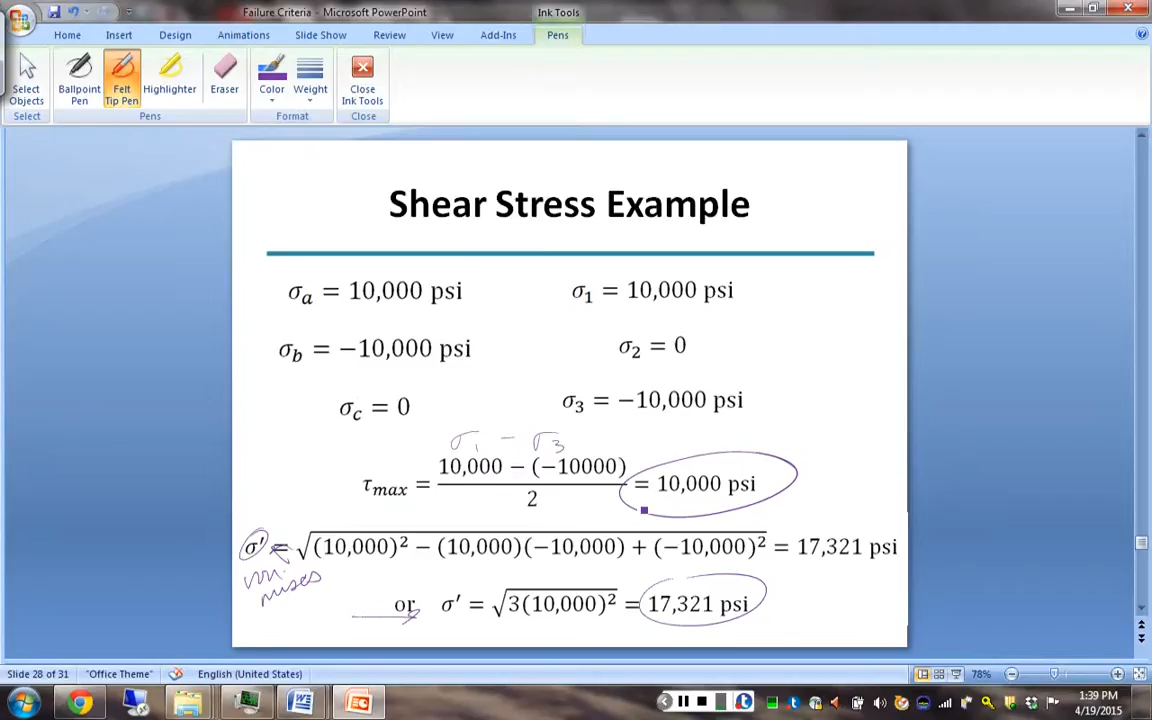 Failure Criteria - Microsoft PowerPoint
Ink Tools
Home Insert Design Animations Slide Show Review View Add-Ins Pens
Select Objects
Ballpoint Pen
Felt Tip Pen
Highlighter
Eraser
Color
Weight
Close Ink Tools
Select Pens Format Close
Shear Stress Example
σₐ = 10,000 psi σ₁ = 10,000 psi
σ_b = −10,000 psi σ₂ = 0
σ_c = 0 σ₃ = −10,000 psi
σ₁ − σ₃
τ_max = (10,000 − (−10000))/2 = 10,000 psi
σ′ = √((10,000)² − (10,000)(−10,000) + (−10,000)²) = 17,321 psi
von mises
or σ′ = √(3(10,000)²) = 17,321 psi
Slide 28 of 31 "Office Theme" English (United States) 78%
1:39 PM
4/19/2015